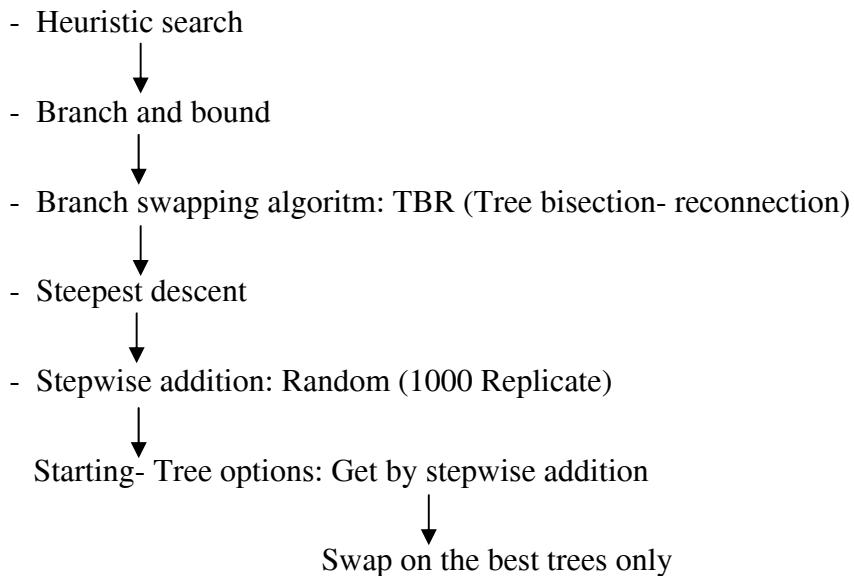 - Heuristic search
- Branch and bound
- Branch swapping algoritm: TBR (Tree bisection- reconnection)
- Steepest descent
- Stepwise addition: Random (1000 Replicate)
Starting- Tree options: Get by stepwise addition
Swap on the best trees only